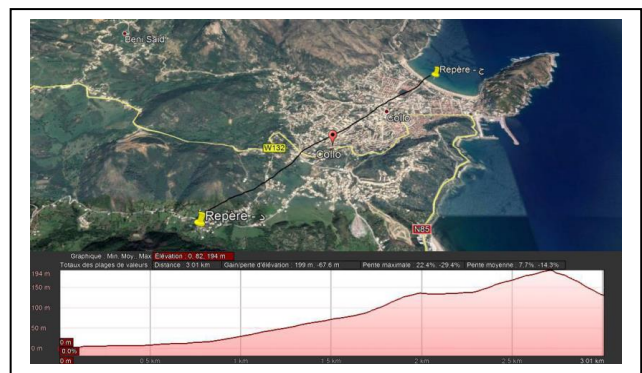 Beni Said
Repère - ج
Collo
W132
Collo
Repère - د
N85
Graphique : Min. Moy. Max. Élévation : 0, 62, 194 m
Totaux des plages de valeurs : Distance : 3.01 km Gain/perte d'élévation : 199 m -67.6 m Pente maximale : 22.4% -29.4% Pente moyenne : 7.7% -14.3%
194 m
150 m
100 m
50 m
0 m
0 m
0.0%
0 m
0.5 km
1 km
1.5 km
2 km
2.5 km
3.01 km